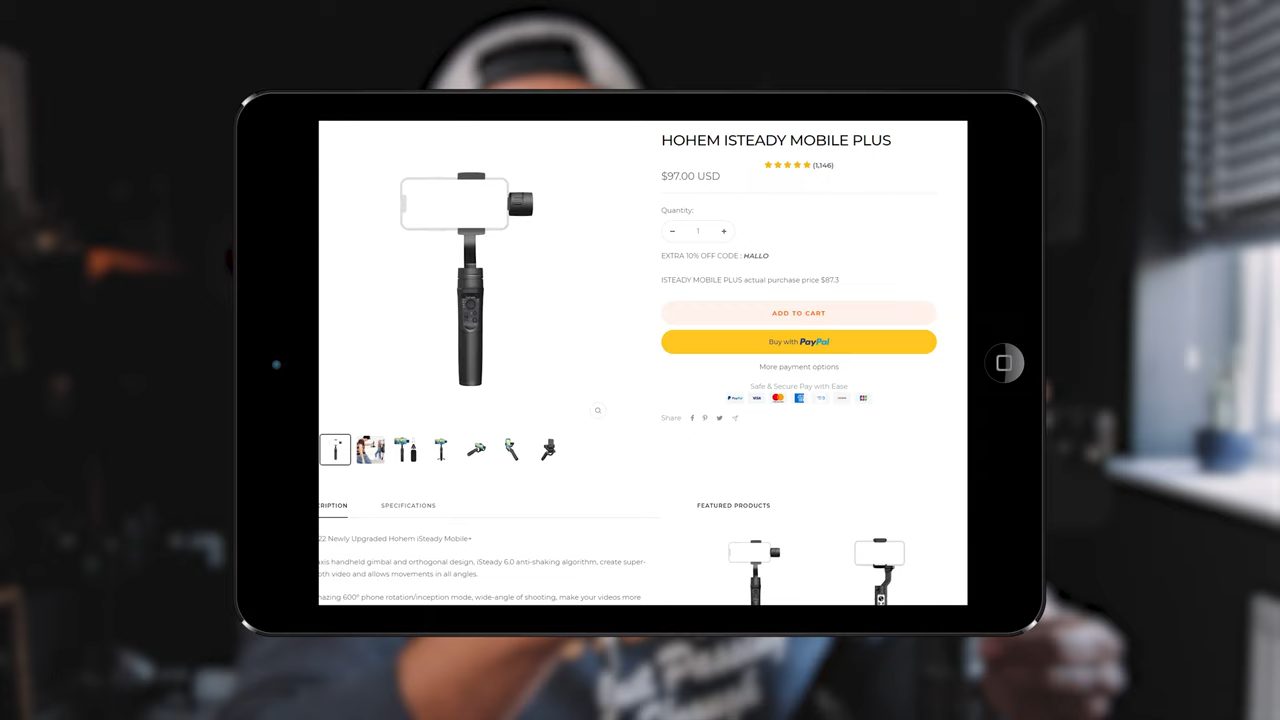 HOHEM ISTEADY MOBILE PLUS
(1,146)
$97.00 USD
Quantity:
1
EXTRA 10% OFF CODE : HALLO
ISTEADY MOBILE PLUS actual purchase price $87.3
ADD TO CART
Buy with PayPal
More payment options
Safe & Secure Pay with Ease
PayPal VISA
Share
CRIPTION SPECIFICATIONS
FEATURED PRODUCTS
22 Newly Upgraded Hohem iSteady Mobile+
axis handheld gimbal and orthogonal design, iSteady 6.0 anti-shaking algorithm, create super-
oth video and allows movements in all angles.
mazing 600° phone rotation/inception mode, wide-angle of shooting, make your videos more